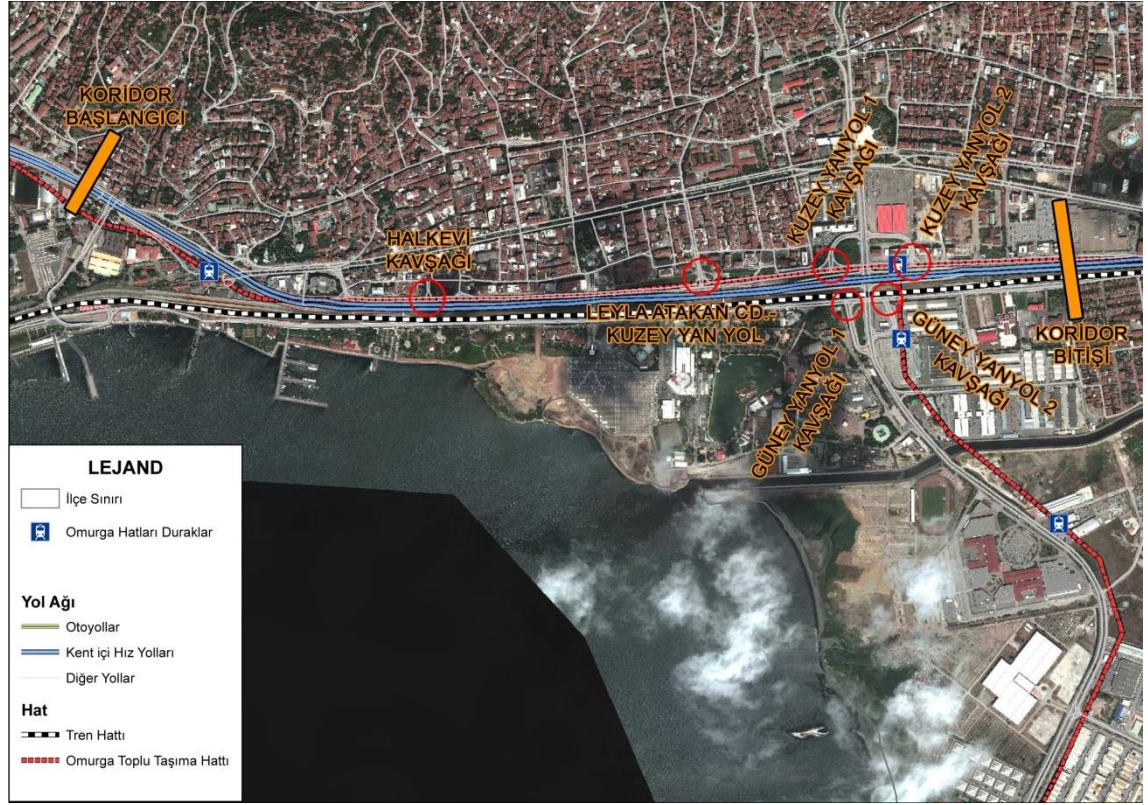 KORİDOR
BAŞLANGICI
HALKEVİ
KAVŞAĞI
LEYLA ATAKAN CD.-
KUZEY YAN YOL
KUZEY YANYOL 1
KAVŞAĞI
KUZEY YANYOL 2
KAVŞAĞI
GÜNEY YANYOL 1
KAVŞAĞI
GÜNEY YANYOL 2
KAVŞAĞI
KORİDOR
BİTİŞİ
LEJAND
İlçe Sınırı
Omurga Hatları Duraklar
Yol Ağı
Otoyollar
Kent içi Hız Yolları
Diğer Yollar
Hat
Tren Hattı
Omurga Toplu Taşıma Hattı